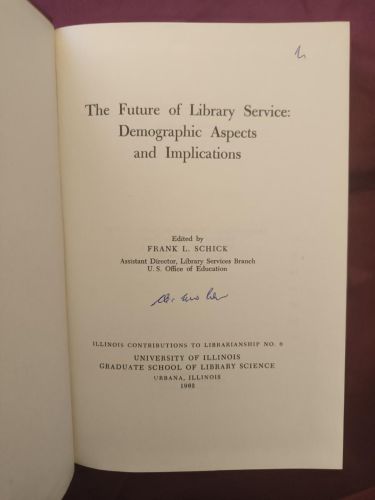 The Future of Library Service:
Demographic Aspects
and Implications
Edited by
FRANK L. SCHICK
Assistant Director, Library Services Branch
U. S. Office of Education
ILLINOIS CONTRIBUTIONS TO LIBRARIANSHIP NO. 6
UNIVERSITY OF ILLINOIS
GRADUATE SCHOOL OF LIBRARY SCIENCE
URBANA, ILLINOIS
1962